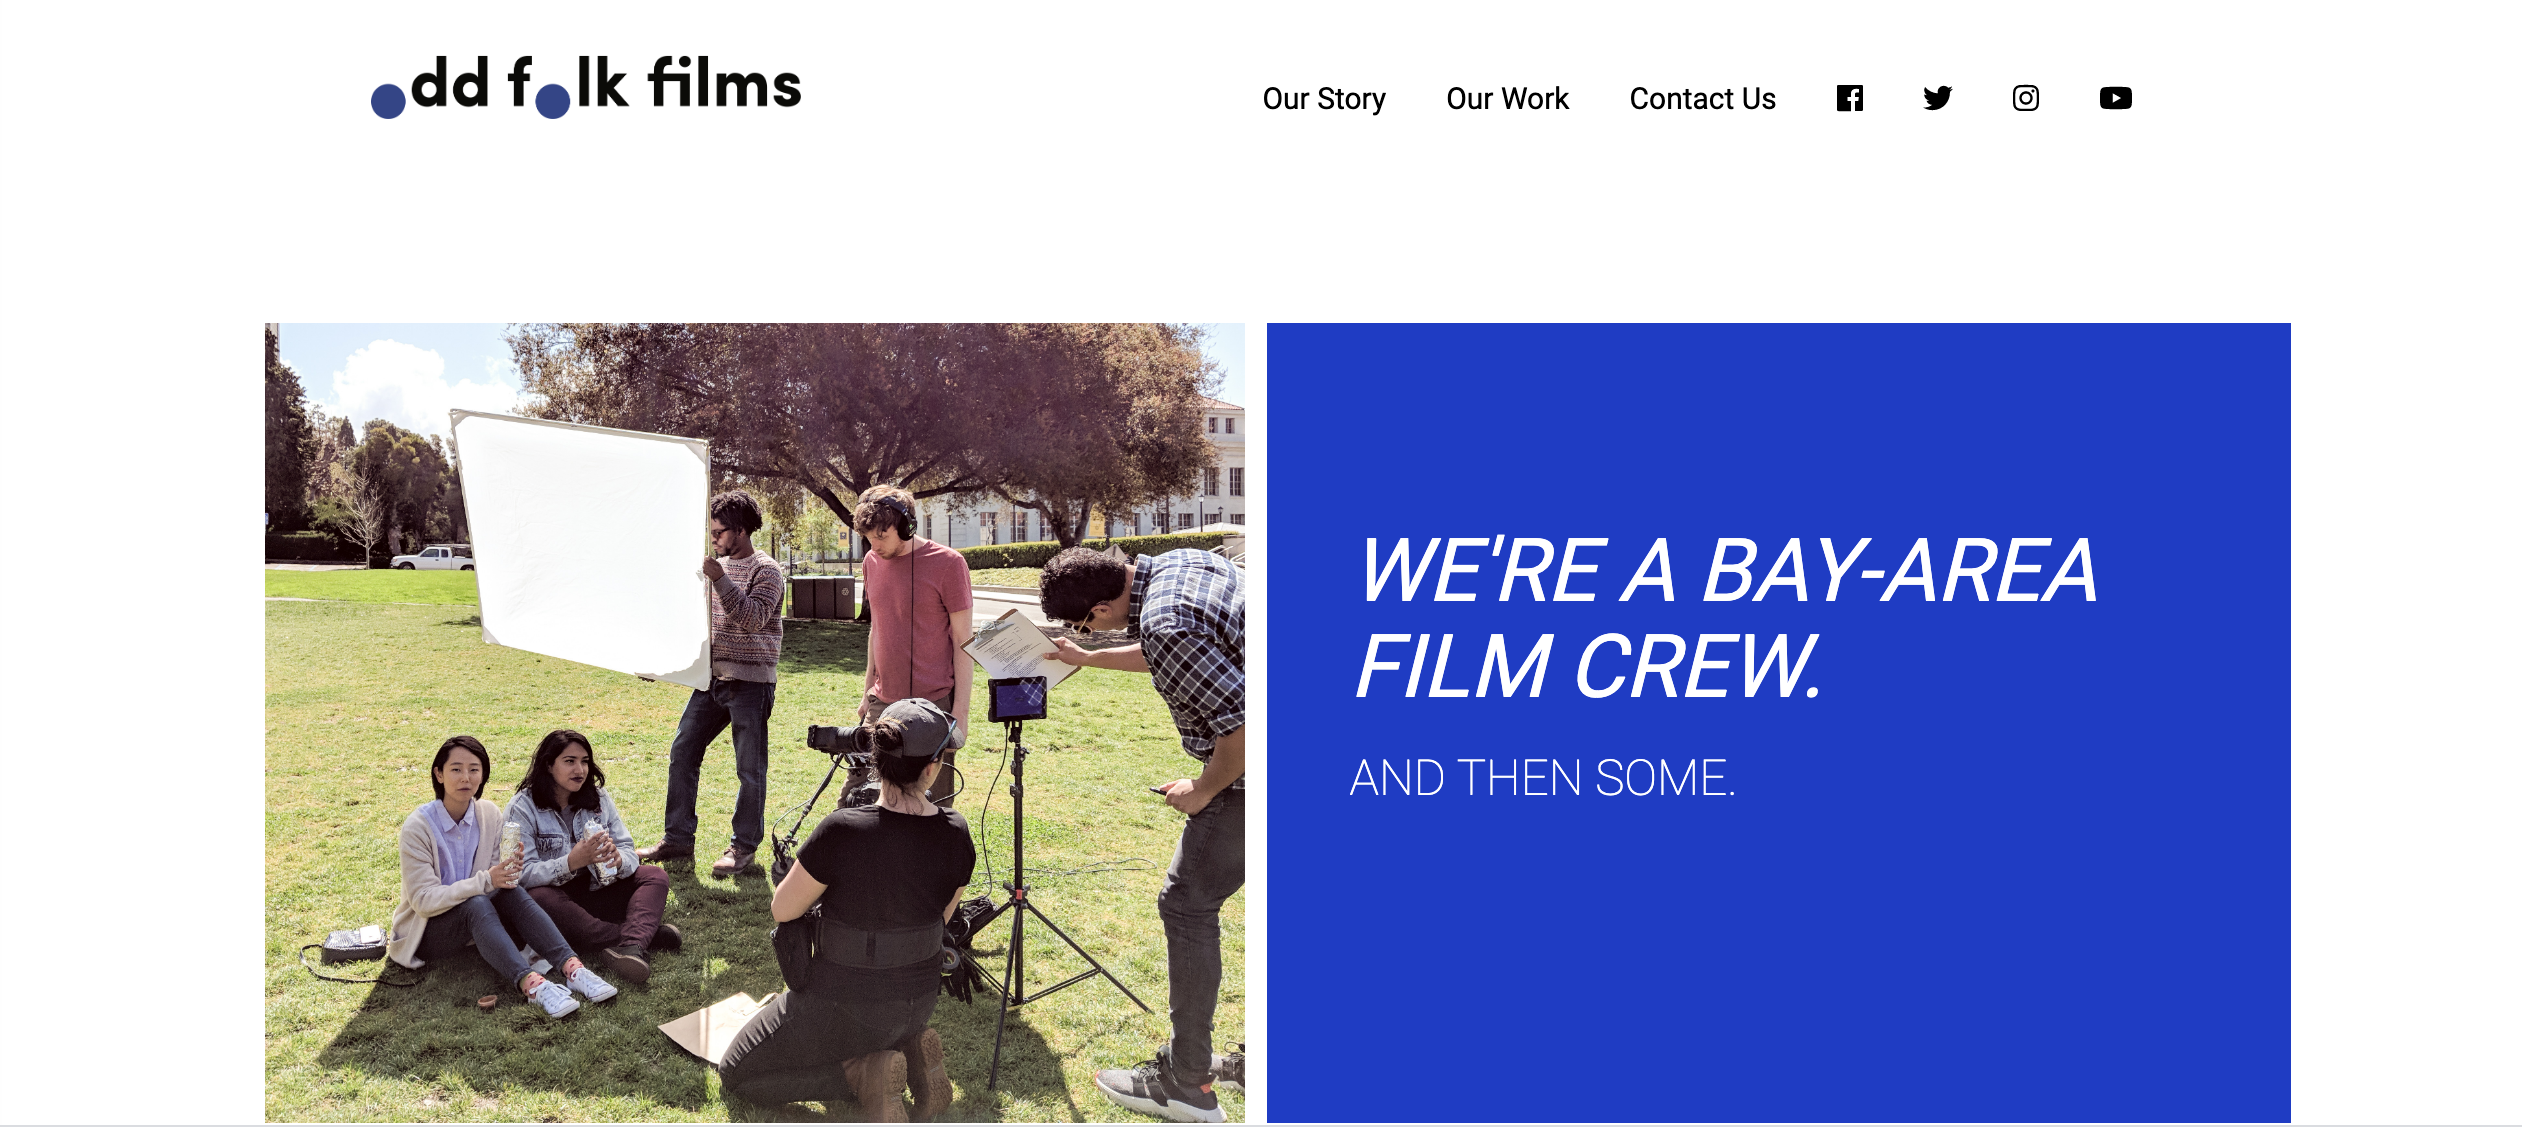 odd folk films
Our Story Our Work Contact Us
WE'RE A BAY-AREA
FILM CREW.
AND THEN SOME.